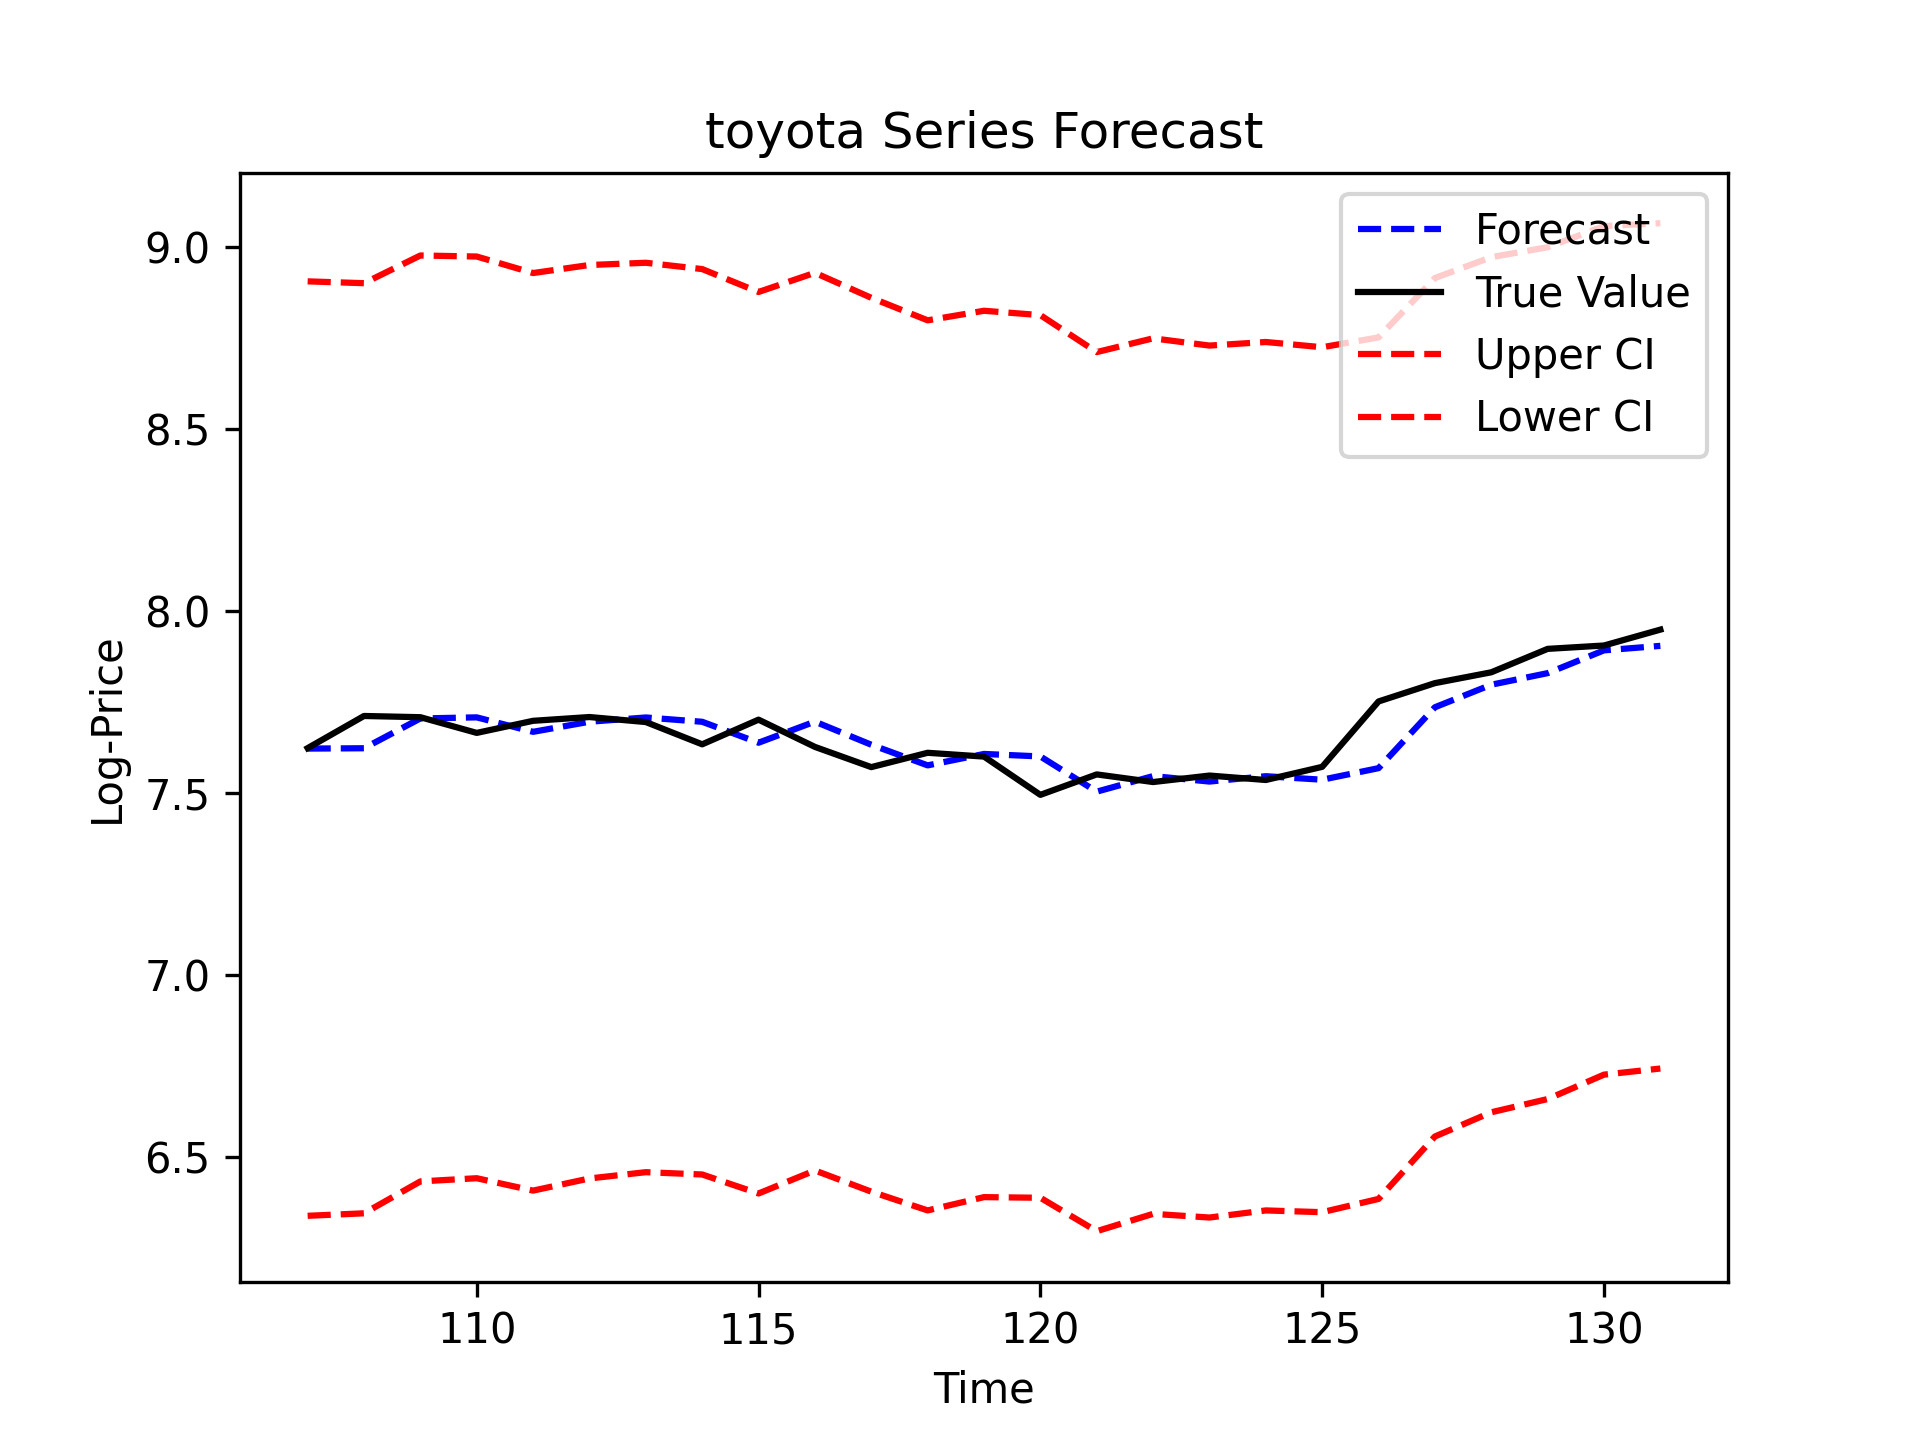 toyota Series Forecast
Forecast
True Value
Upper CI
Lower CI
Log-Price
9.0
8.5
8.0
7.5
7.0
6.5
110 115 120 125 130
Time